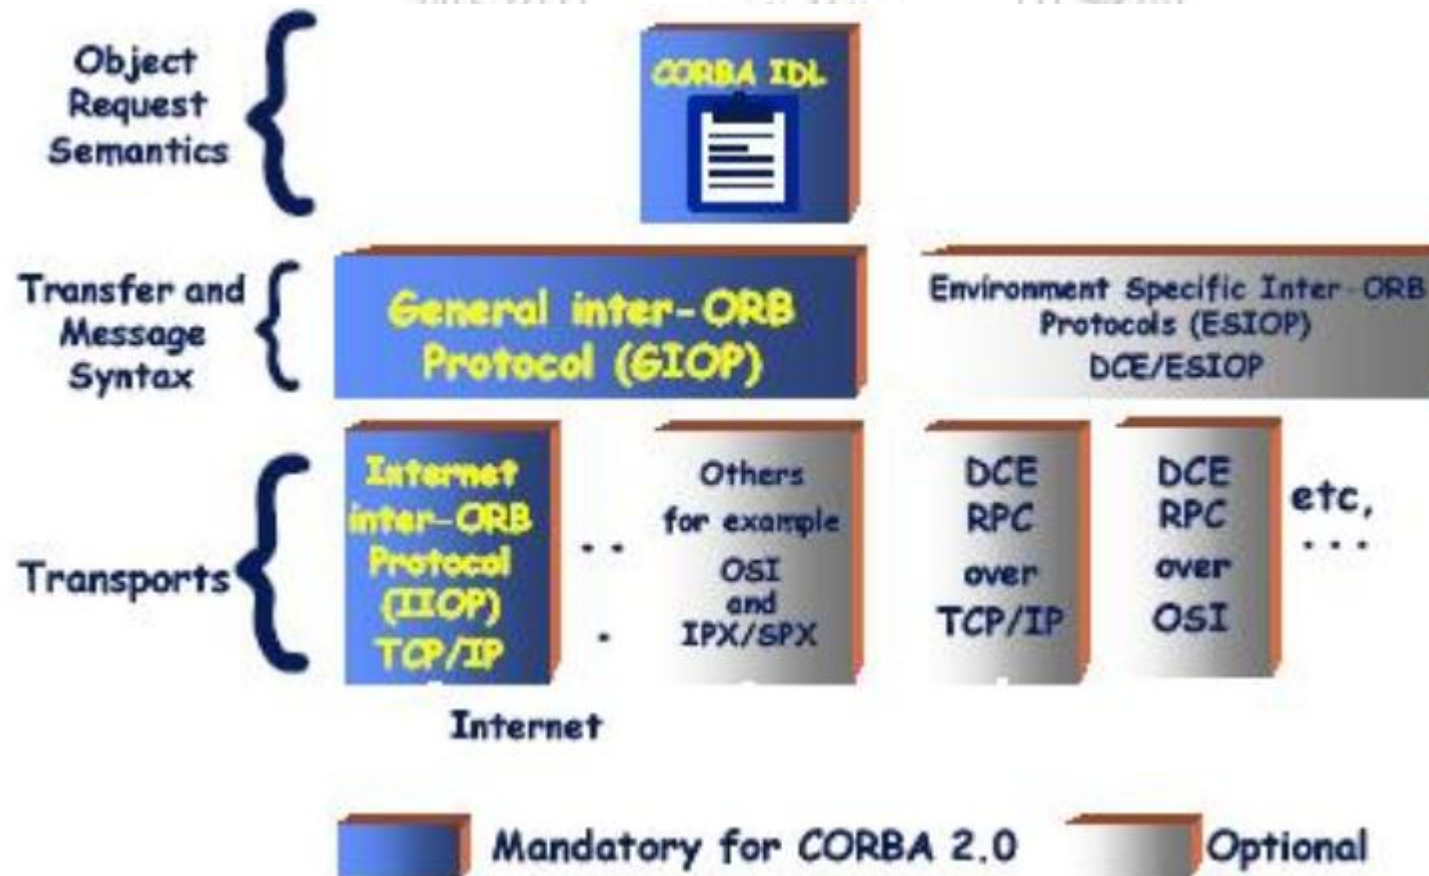 Object
Request
Semantics
CORBA IDL
Transfer and
Message
Syntax
General inter-ORB
Protocol (GIOP)
Environment Specific Inter-ORB
Protocols (ESIOP)
DCE/ESIOP
Transports
Internet
inter-ORB
Protocol
(IIOP)
TCP/IP
. .
.
Others
for example
OSI
and
IPX/SPX
DCE
RPC
over
TCP/IP
DCE
RPC
over
OSI
etc,
...
Internet
Mandatory for CORBA 2.0
Optional